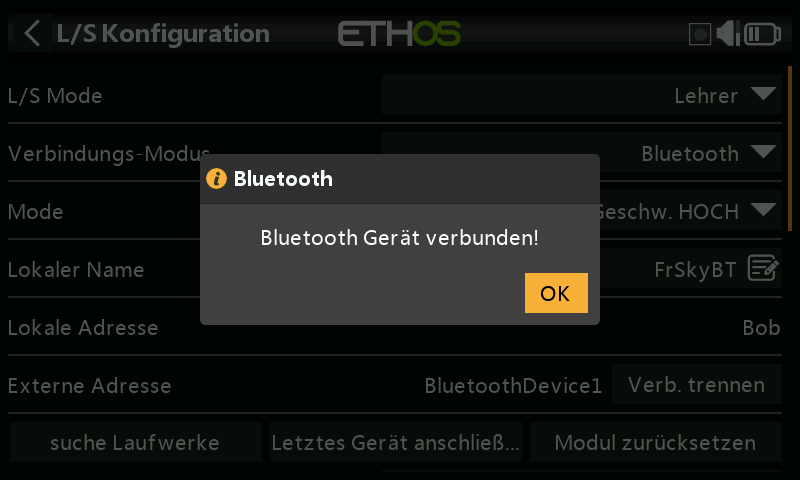 L/S Konfiguration
ETHOS
L/S Mode
Lehrer
Verbindungs-Modus
Bluetooth
Mode
Geschw. HOCH
Bluetooth
Bluetooth Gerät verbunden!
OK
Lokaler Name
FrSkyBT
Lokale Adresse
Bob
Externe Adresse
BluetoothDevice1
Verb. trennen
suche Laufwerke
Letztes Gerät anschließ...
Modul zurücksetzen